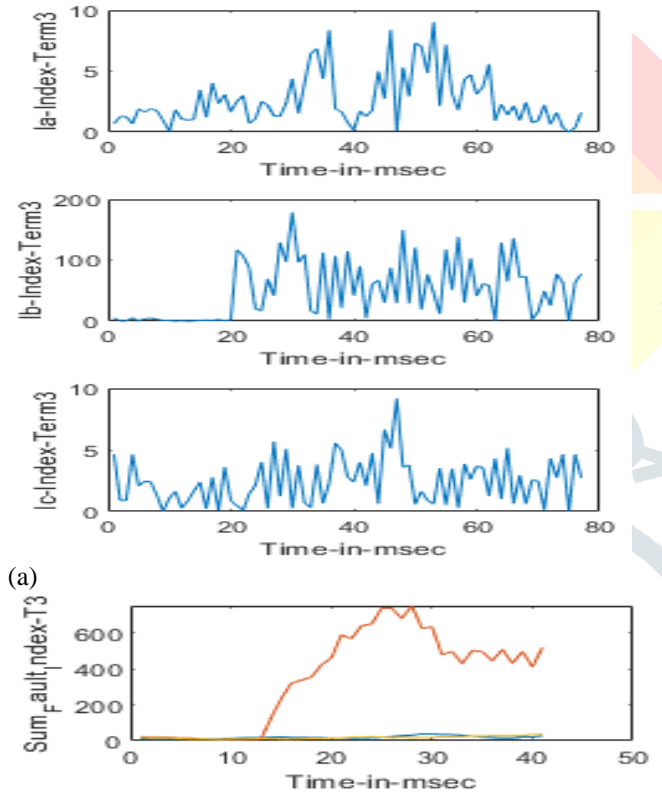 10
5
0
0 20 40 60 80
Ia-Index-Term3
Time-in-msec
200
100
0
0 20 40 60 80
Ib-Index-Term3
Time-in-msec
10
5
0
0 20 40 60 80
Ic-Index-Term3
Time-in-msec
(a)
600
400
200
0
0 10 20 30 40 50
Sum_Fault_Index-T3
Time-in-msec